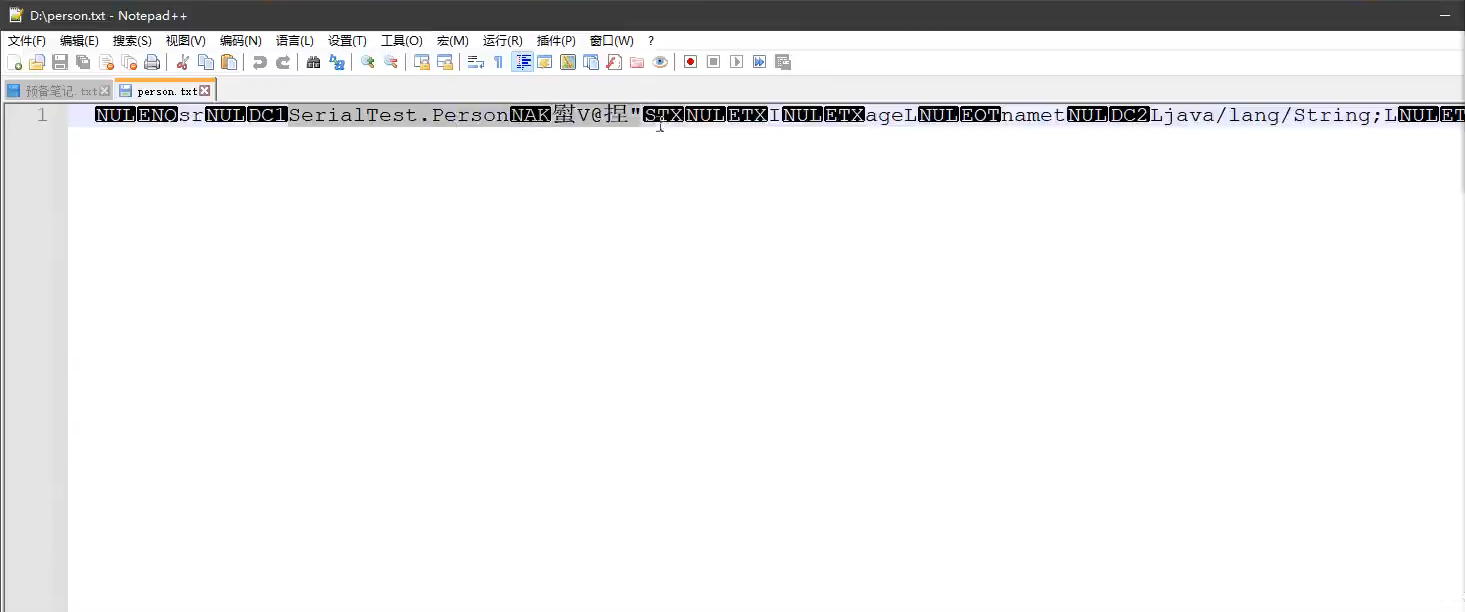 D:\person.txt - Notepad++
文件(F) 编辑(E) 搜索(S) 视图(V) 编码(N) 语言(L) 设置(T) 工具(O) 宏(M) 运行(R) 插件(P) 窗口(W) ?
预备笔记.txt person.txt
1 NULENQsrNULDC1SerialTest.PersonNAK蟹V@捏"STXNULETXINULETXageLNULEOTnametNULDC2Ljava/lang/String;LNULET